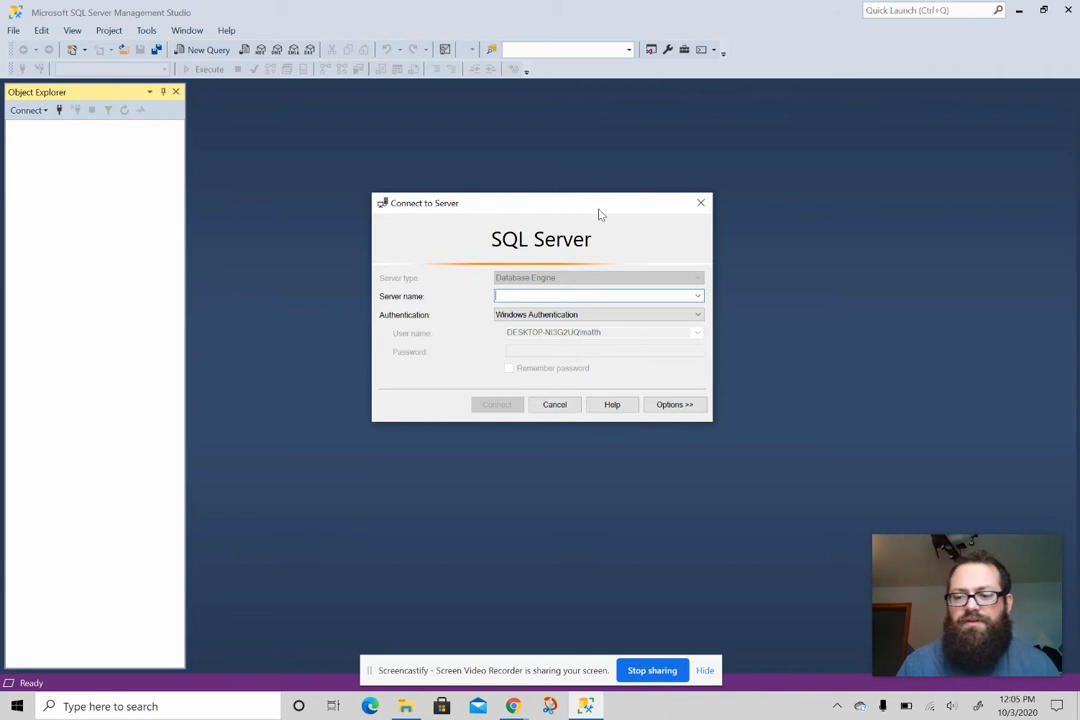 Microsoft SQL Server Management Studio
Quick Launch (Ctrl+Q)
File Edit View Project Tools Window Help
New Query
Execute
Object Explorer
Connect
Connect to Server
SQL Server
Server type: Database Engine
Server name:
Authentication: Windows Authentication
User name: DESKTOP-NI3G2UQ\matth
Password:
Remember password
Connect Cancel Help Options >>
Screencastify - Screen Video Recorder is sharing your screen. Stop sharing Hide
Ready
Type here to search
12:05 PM
10/3/2020